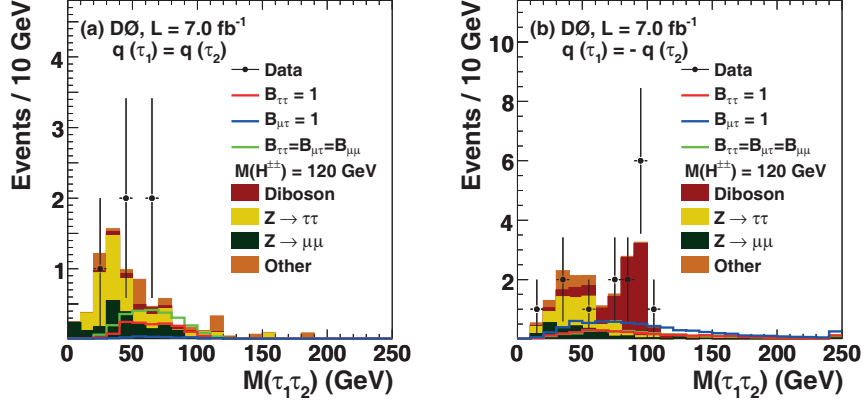 (a) DØ, L = 7.0 fb⁻¹
q (τ₁) = q (τ₂)
Data
B_ττ = 1
B_μτ = 1
B_ττ=B_μτ=B_μμ
M(H^±±) = 120 GeV
Diboson
Z → ττ
Z → μμ
Other
Events / 10 GeV
4
3
2
1
0 50 100 150 200 250
M(τ₁τ₂) (GeV)
(b) DØ, L = 7.0 fb⁻¹
q (τ₁) = - q (τ₂)
Data
B_ττ = 1
B_μτ = 1
B_ττ=B_μτ=B_μμ
M(H^±±) = 120 GeV
Diboson
Z → ττ
Z → μμ
Other
Events / 10 GeV
10
8
6
4
2
0 50 100 150 200 250
M(τ₁τ₂) (GeV)